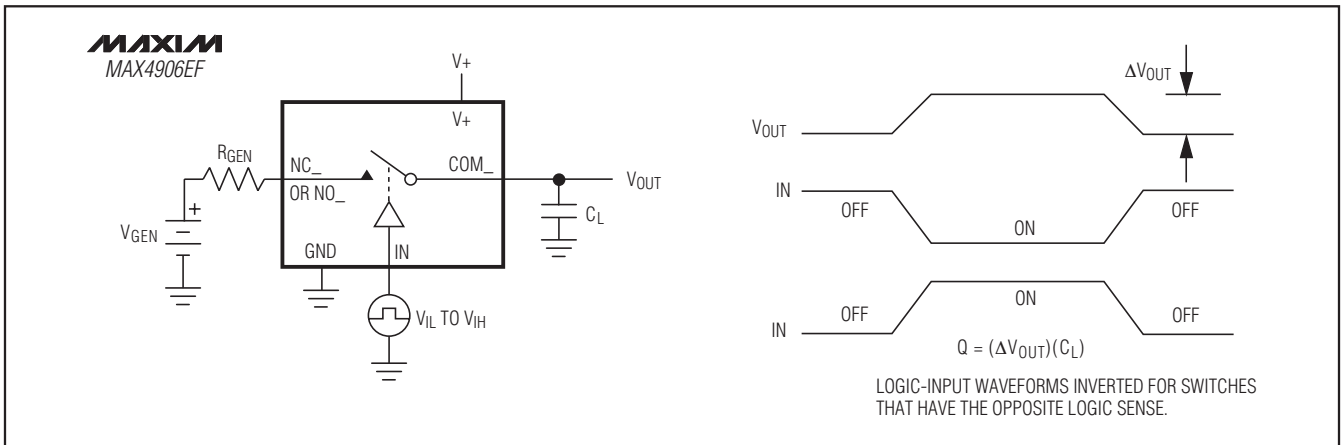 MAXIM
MAX4906EF
V+
V+
RGEN
NC_
OR NO_
COM_
VOUT
CL
VGEN
+
GND
IN
VIL TO VIH
ΔVOUT
VOUT
IN
OFF
ON
OFF
IN
OFF
ON
OFF
Q = (ΔVOUT)(CL)
LOGIC-INPUT WAVEFORMS INVERTED FOR SWITCHES
THAT HAVE THE OPPOSITE LOGIC SENSE.